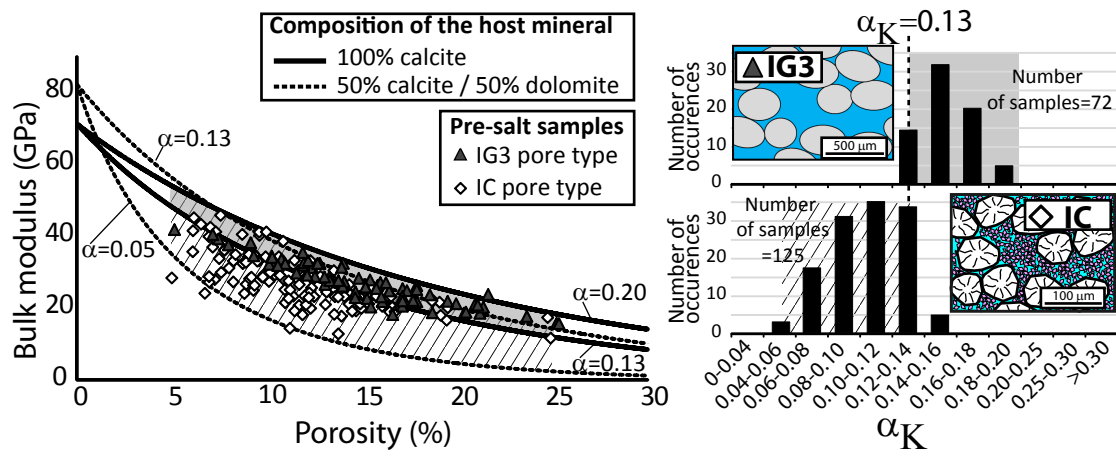 Composition of the host mineral
100% calcite
50% calcite / 50% dolomite
Pre-salt samples
IG3 pore type
IC pore type
α=0.13
α=0.05
α=0.20
α=0.13
Bulk modulus (GPa)
80
60
40
20
0
0
5
10
15
20
25
30
Porosity (%)
αK=0.13
IG3
500 µm
Number
of samples=72
Number of
occurences
30
20
10
0
Number
of samples
=125
IC
100 µm
Number of
occurences
30
20
10
0
0-0.04
0.04-0.06
0.06-0.08
0.08-0.10
0.10-0.12
0.12-0.14
0.14-0.16
0.16-0.18
0.18-0.20
0.20-0.25
0.25-0.30
>0.30
αK